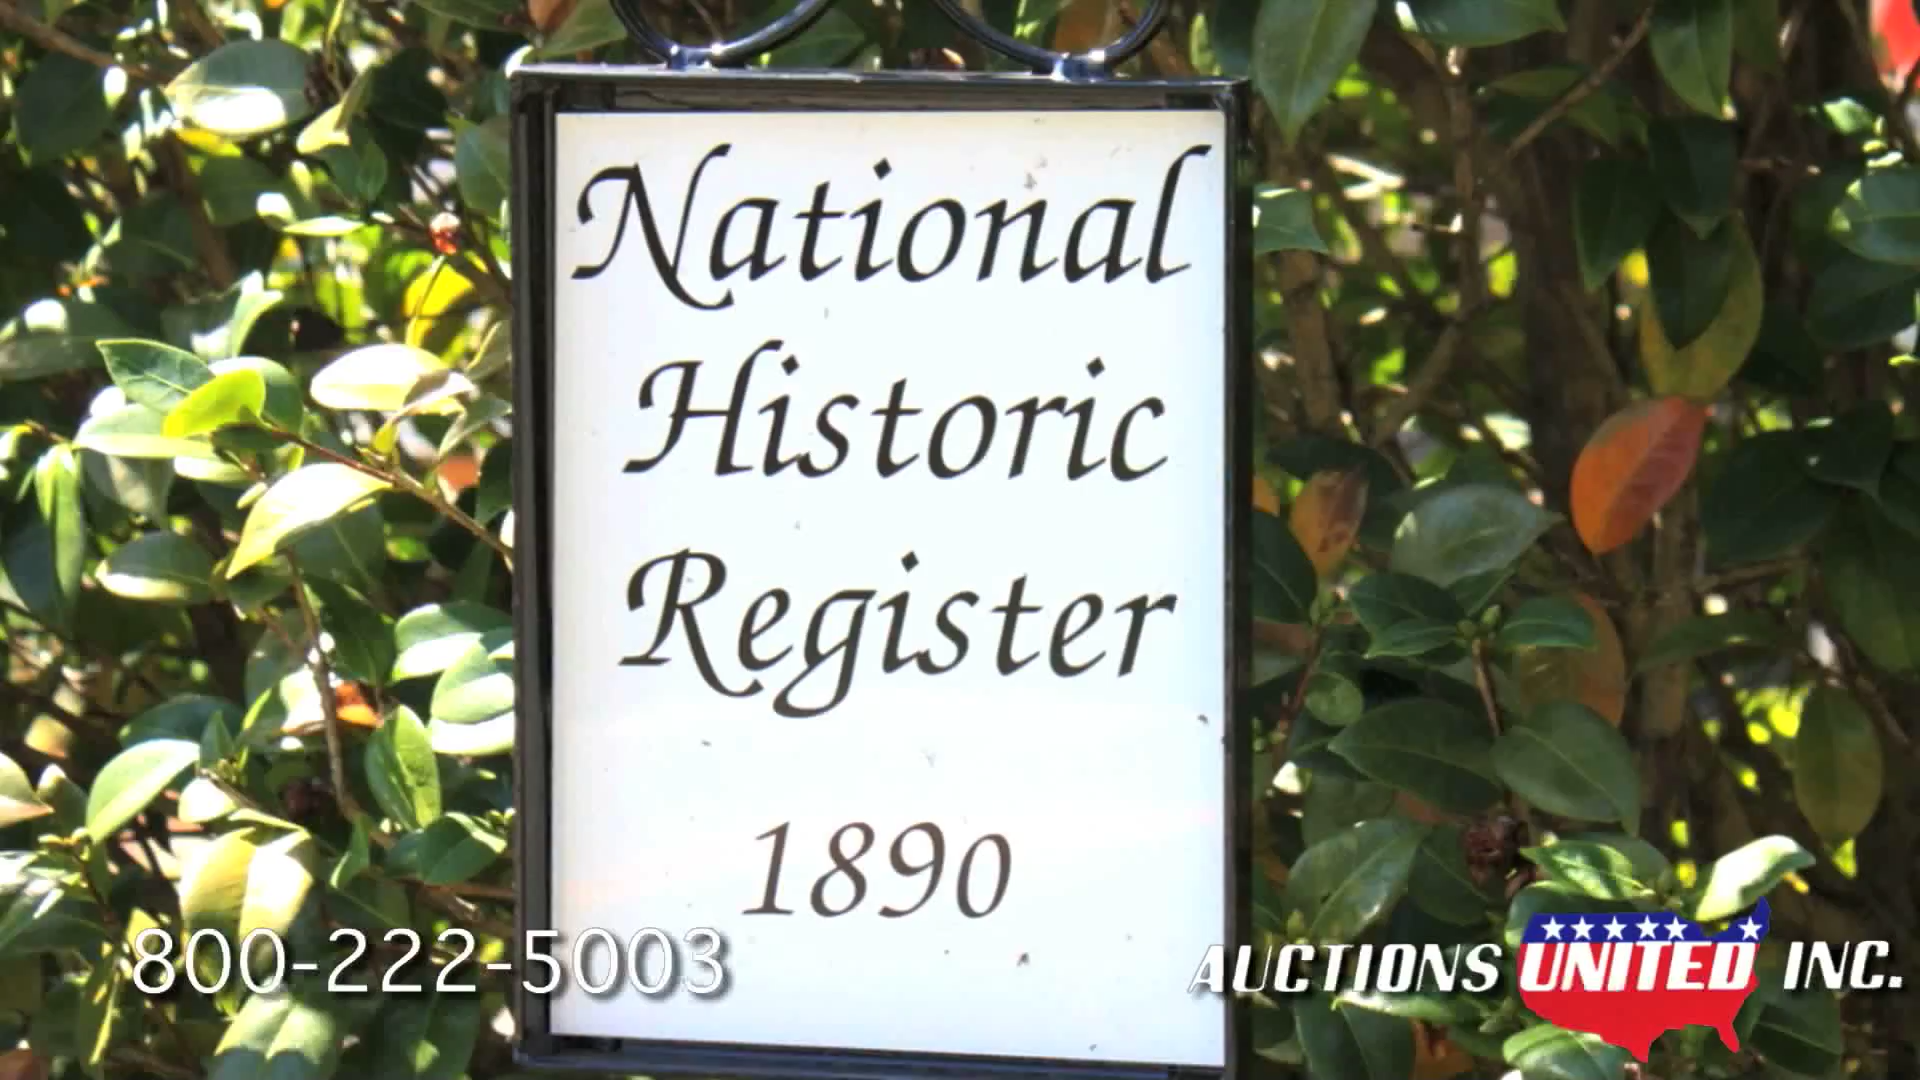 National
Historic
Register
1890
800-222-5003
AUCTIONS UNITED INC.